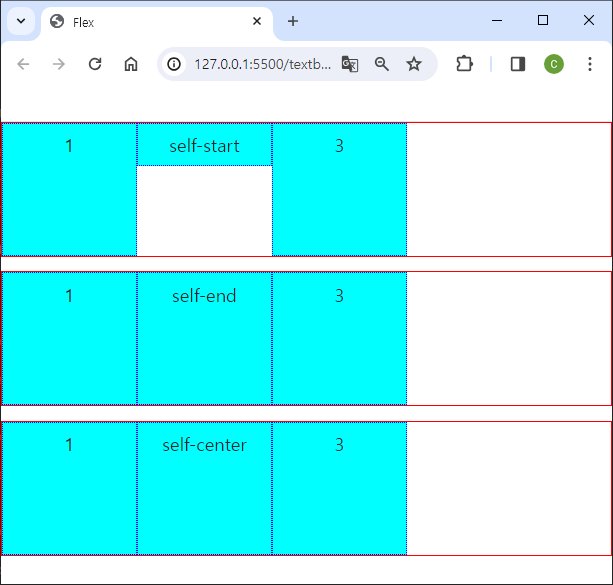 Flex
127.0.0.1:5500/textb...
C
1 self-start 3
1 self-end 3
1 self-center 3